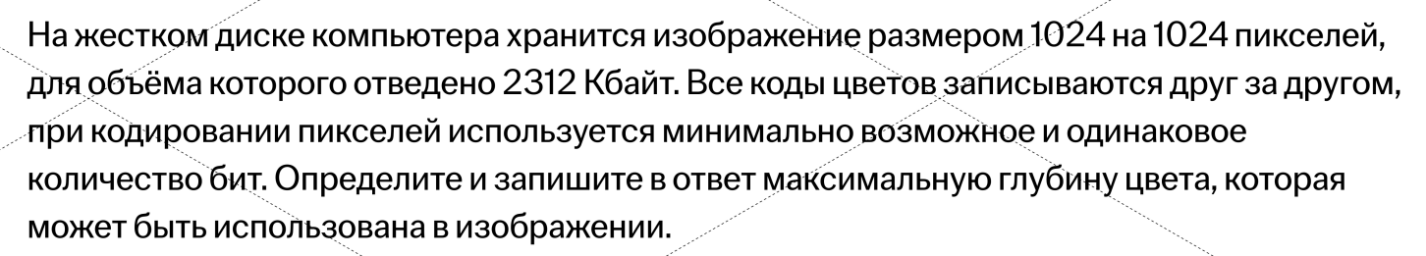 На жестком диске компьютера хранится изображение размером 1024 на 1024 пикселей,
для объёма которого отведено 2312 Кбайт. Все коды цветов записываются друг за другом,
при кодировании пикселей используется минимально возможное и одинаковое
количество бит. Определите и запишите в ответ максимальную глубину цвета, которая
может быть использована в изображении.